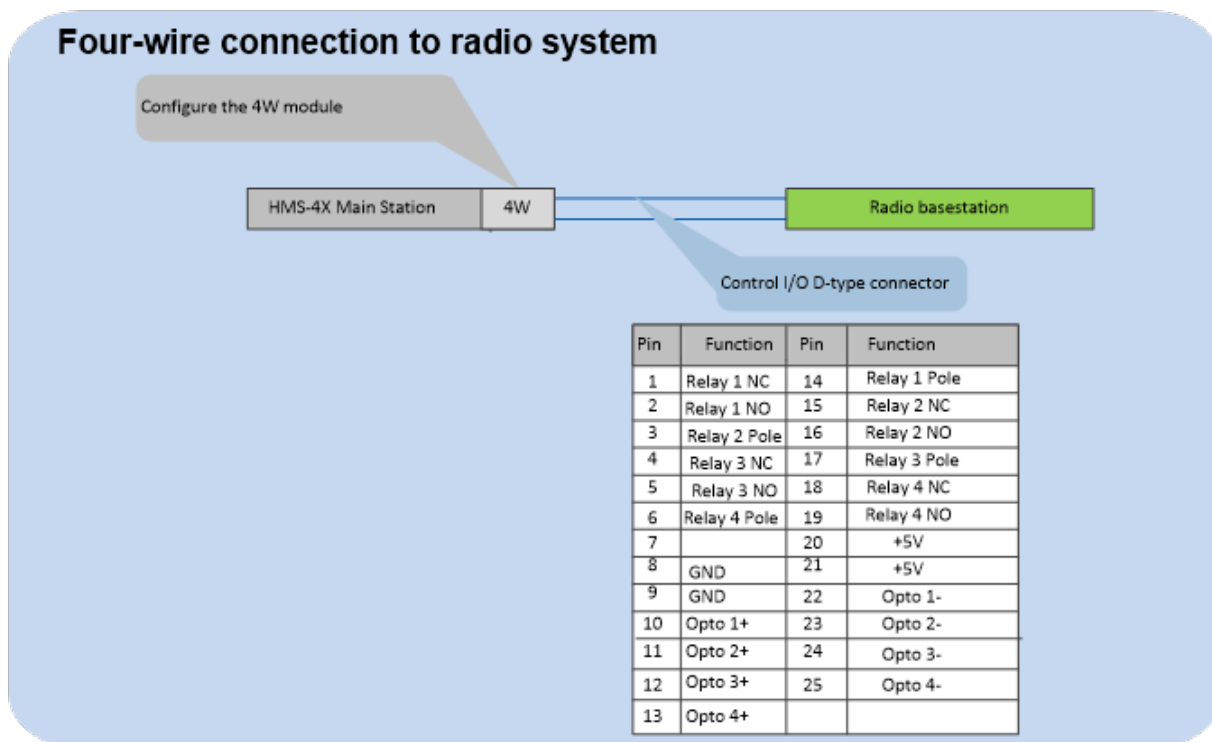 Four-wire connection to radio system
Configure the 4W module
HMS-4X Main Station 4W Radio basestation
Control I/O D-type connector
Pin Function Pin Function
1 Relay 1 NC 14 Relay 1 Pole
2 Relay 1 NO 15 Relay 2 NC
3 Relay 2 Pole 16 Relay 2 NO
4 Relay 3 NC 17 Relay 3 Pole
5 Relay 3 NO 18 Relay 4 NC
6 Relay 4 Pole 19 Relay 4 NO
7 20 +5V
8 GND 21 +5V
9 GND 22 Opto 1-
10 Opto 1+ 23 Opto 2-
11 Opto 2+ 24 Opto 3-
12 Opto 3+ 25 Opto 4-
13 Opto 4+